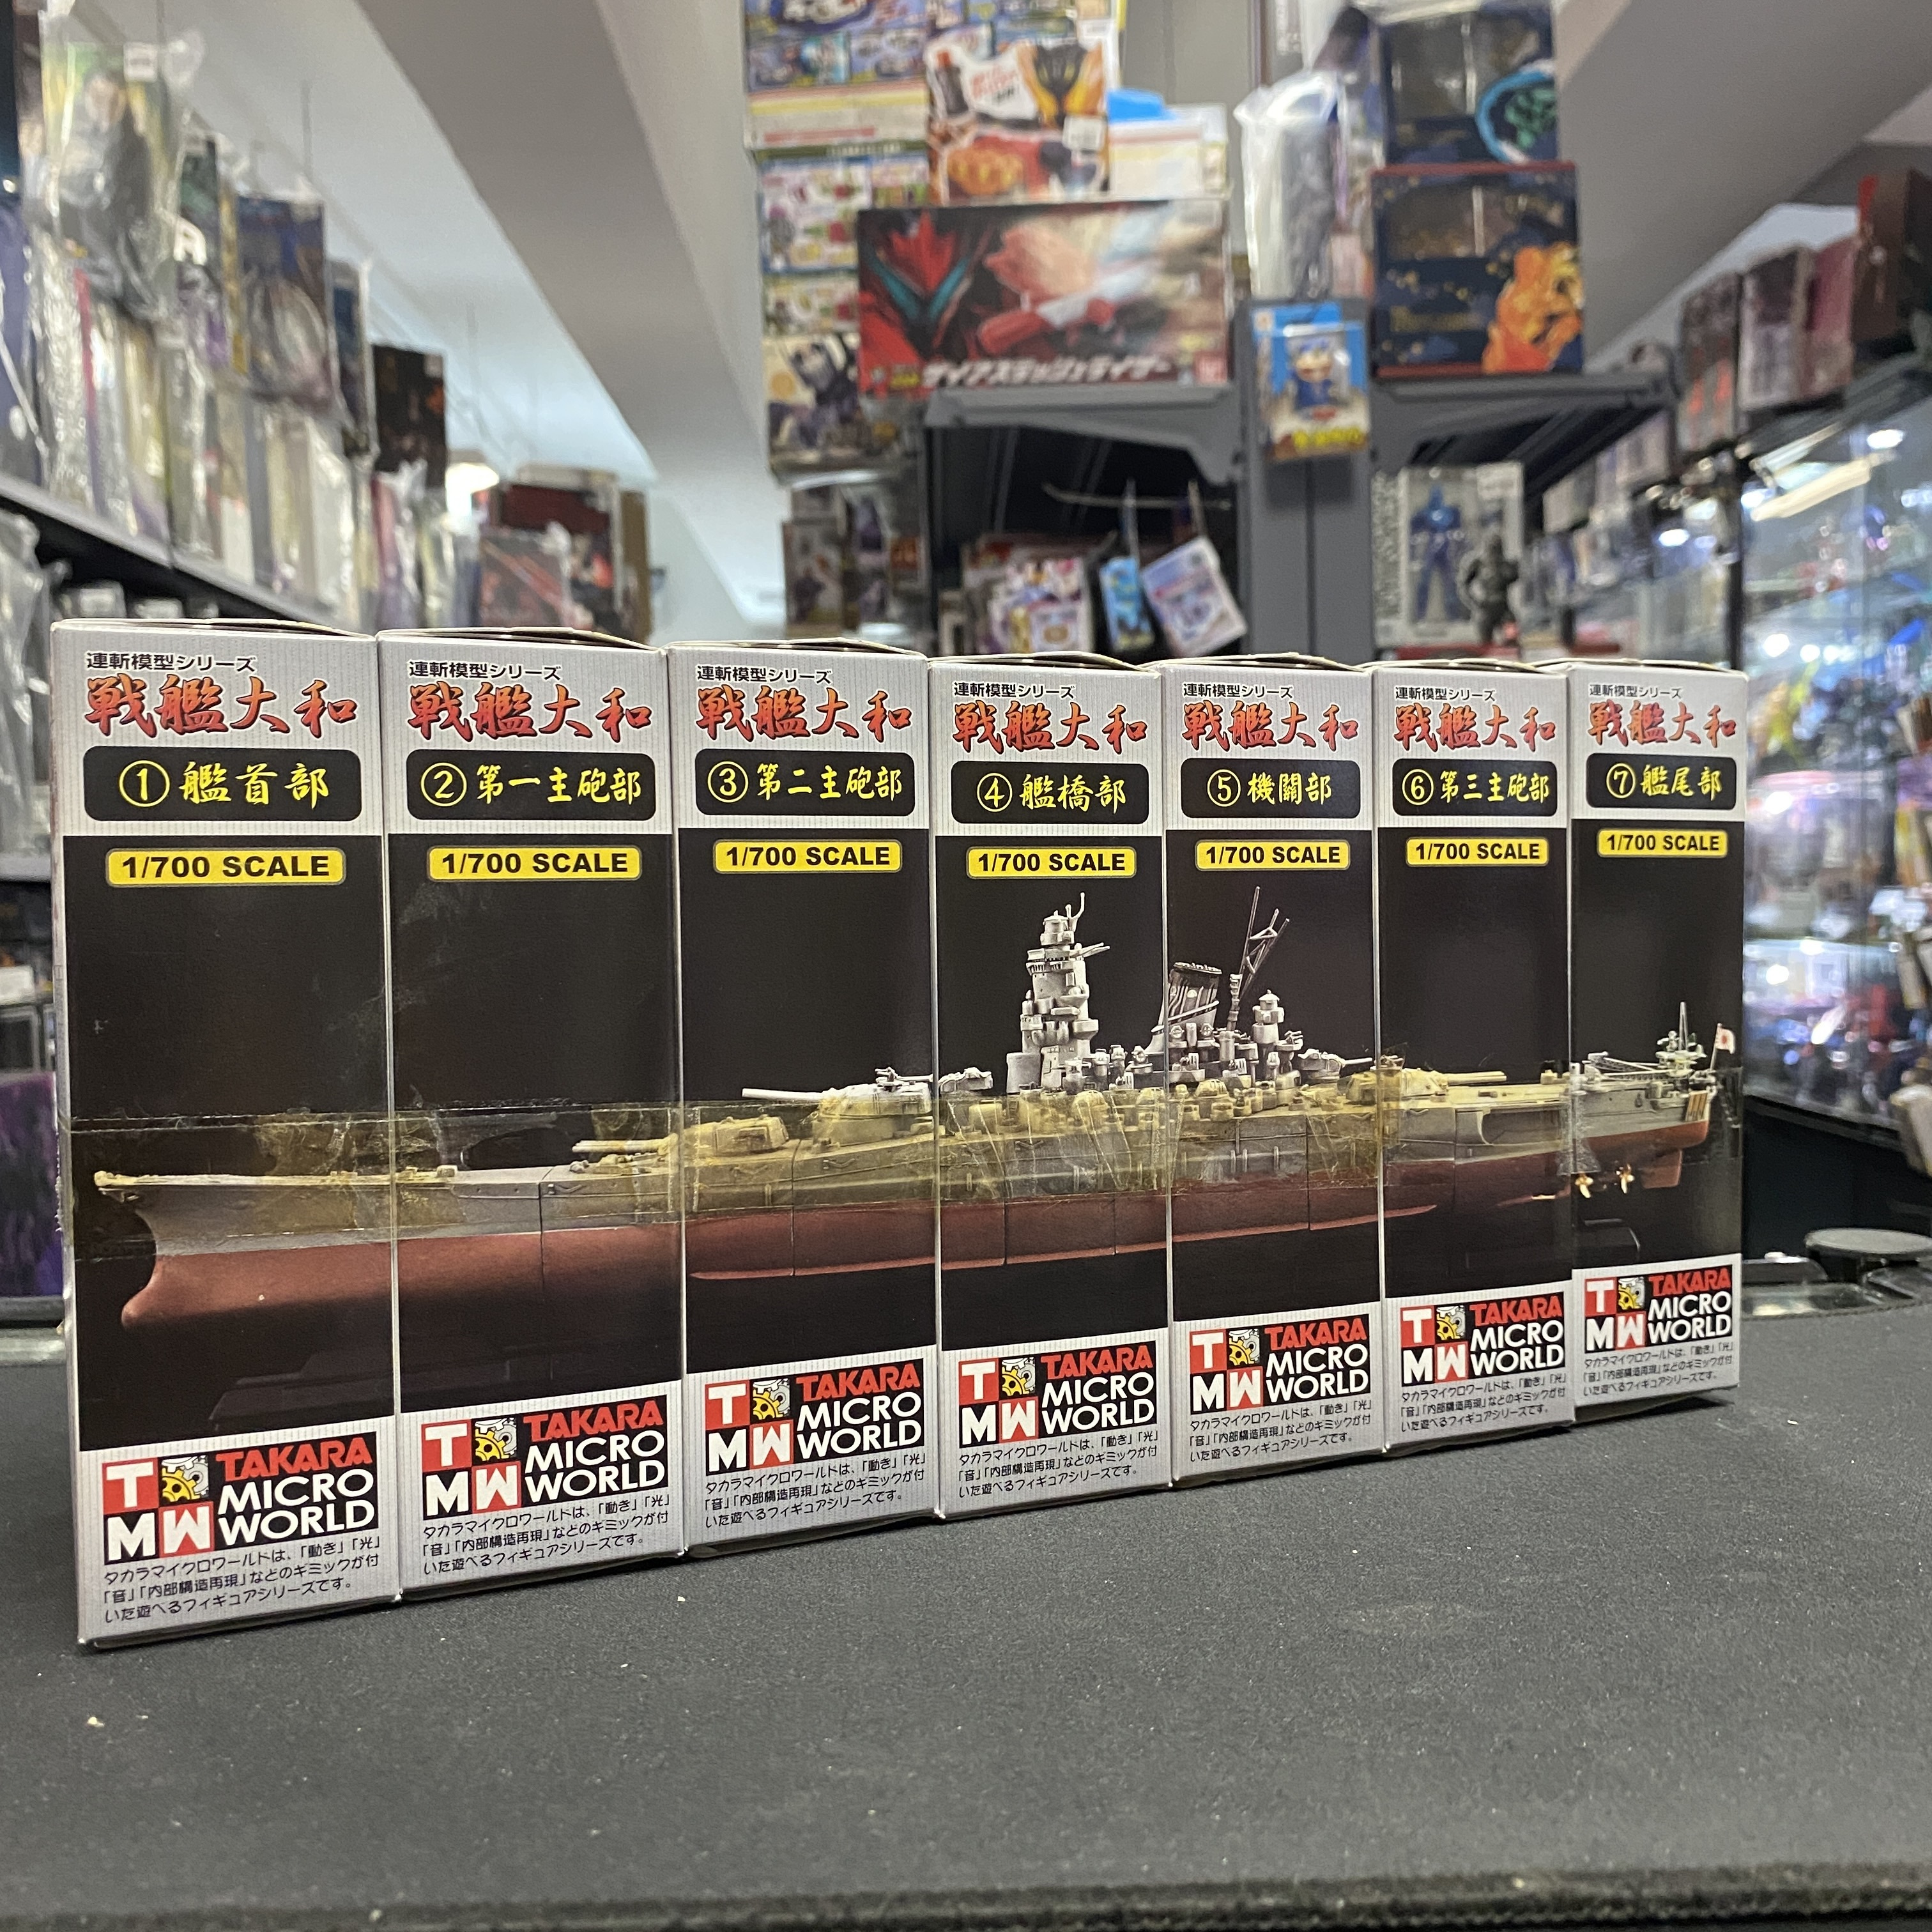 ザイアスラッシュライザー
連斬模型シリーズ
戦艦大和
①艦首部
1/700 SCALE
TMW
TAKARA
MICRO
WORLD
タカラマイクロワールドは、「動き」「光」
「音」「内部構造再現」などのギミックが付
いた遊べるフィギュアシリーズです。
連斬模型シリーズ
戦艦大和
②第一主砲部
1/700 SCALE
TMW
TAKARA
MICRO
WORLD
タカラマイクロワールドは、「動き」「光」
「音」「内部構造再現」などのギミックが付
いた遊べるフィギュアシリーズです。
連斬模型シリーズ
戦艦大和
③第二主砲部
1/700 SCALE
TMW
TAKARA
MICRO
WORLD
タカラマイクロワールドは、「動き」「光」
「音」「内部構造再現」などのギミックが付
いた遊べるフィギュアシリーズです。
連斬模型シリーズ
戦艦大和
④艦橋部
1/700 SCALE
TMW
TAKARA
MICRO
WORLD
タカラマイクロワールドは、「動き」「光」
「音」「内部構造再現」などのギミックが付
いた遊べるフィギュアシリーズです。
連斬模型シリーズ
戦艦大和
⑤機關部
1/700 SCALE
TMW
TAKARA
MICRO
WORLD
タカラマイクロワールドは、「動き」「光」
「音」「内部構造再現」などのギミックが付
いた遊べるフィギュアシリーズです。
連斬模型シリーズ
戦艦大和
⑥第三主砲部
1/700 SCALE
TMW
TAKARA
MICRO
WORLD
タカラマイクロワールドは、「動き」「光」
「音」「内部構造再現」などのギミックが付
いた遊べるフィギュアシリーズです。
連斬模型シリーズ
戦艦大和
⑦艦尾部
1/700 SCALE
TMW
TAKARA
MICRO
WORLD
タカラマイクロワールドは、「動き」「光」
「音」「内部構造再現」などのギミックが付
いた遊べるフィギュアシリーズです。